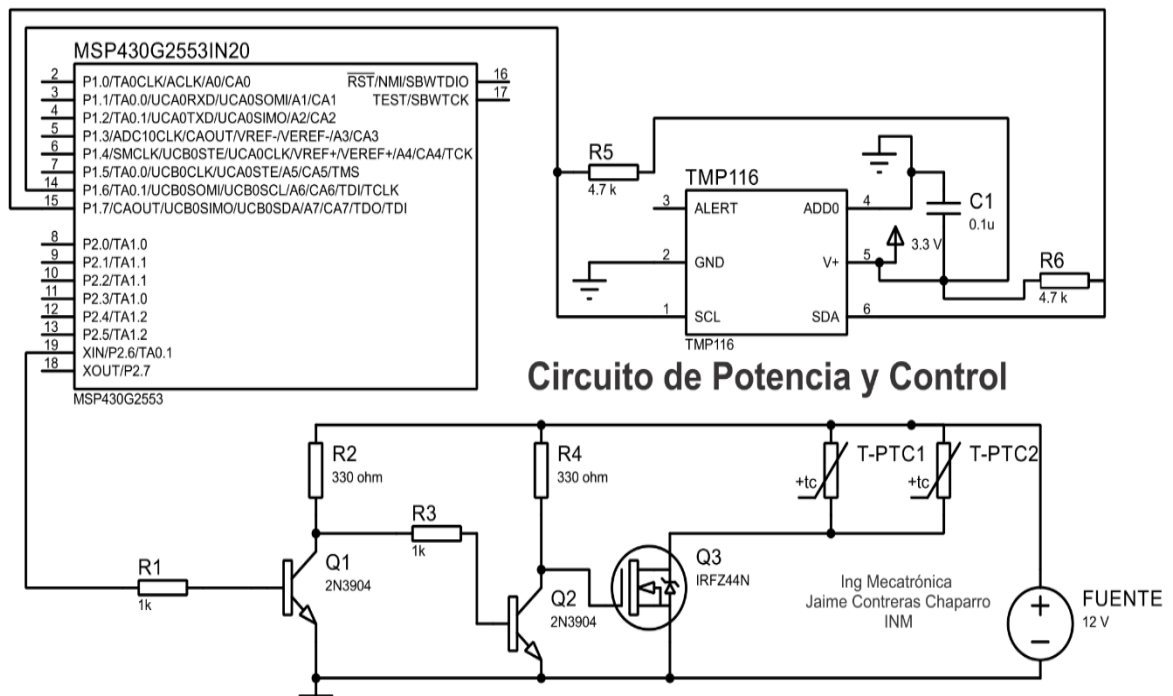 MSP430G2553IN20
2 P1.0/TA0CLK/ACLK/A0/CA0
3 P1.1/TA0.0/UCA0RXD/UCA0SOMI/A1/CA1
4 P1.2/TA0.1/UCA0TXD/UCA0SIMO/A2/CA2
5 P1.3/ADC10CLK/CAOUT/VREF-/VEREF-/A3/CA3
6 P1.4/SMCLK/UCB0STE/UCA0CLK/VREF+/VEREF+/A4/CA4/TCK
7 P1.5/TA0.0/UCB0CLK/UCA0STE/A5/CA5/TMS
14 P1.6/TA0.1/UCB0SOMI/UCB0SCL/A6/CA6/TDI/TCLK
15 P1.7/CAOUT/UCB0SIMO/UCB0SDA/A7/CA7/TDO/TDI
8 P2.0/TA1.0
9 P2.1/TA1.1
10 P2.2/TA1.1
11 P2.3/TA1.0
12 P2.4/TA1.2
13 P2.5/TA1.2
19 XIN/P2.6/TA0.1
18 XOUT/P2.7
RST/NMI/SBWTDIO 16
TEST/SBWTCK 17
MSP430G2553
R5
4.7 k
TMP116
3 ALERT
2 GND
1 SCL
ADD0 4
V+ 5
SDA 6
TMP116
C1
0.1u
3.3 V
R6
4.7 k
Circuito de Potencia y Control
R2
330 ohm
R4
330 ohm
T-PTC1
+tc
T-PTC2
+tc
R3
1k
R1
1k
Q1
2N3904
Q2
2N3904
Q3
IRFZ44N
Ing Mecatrónica
Jaime Contreras Chaparro
INM
FUENTE
12 V